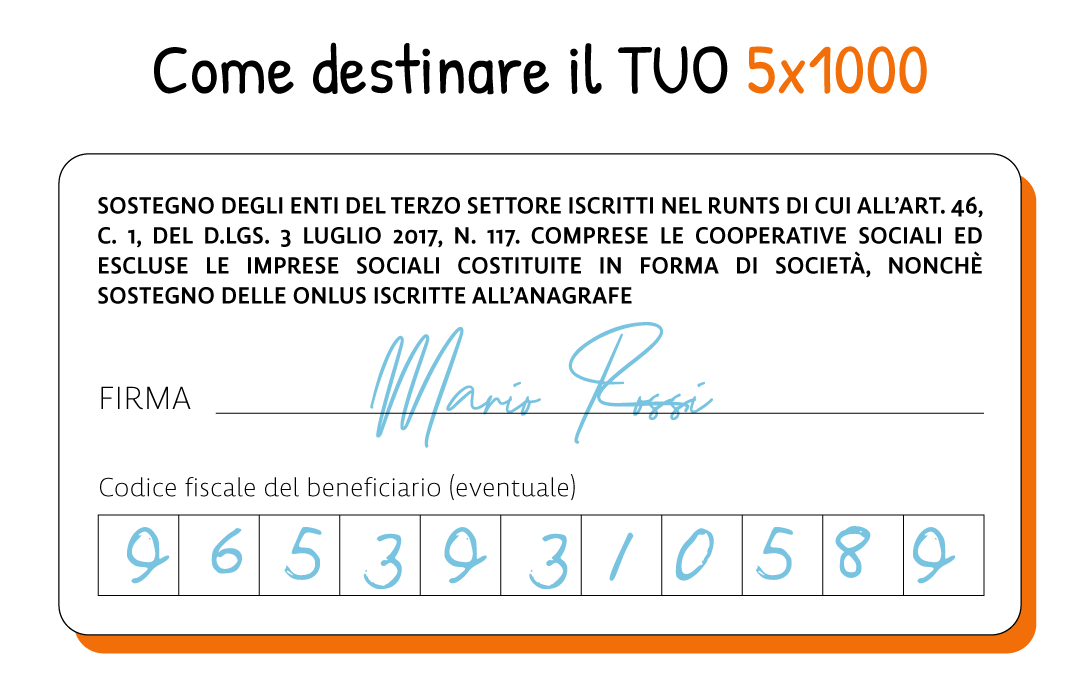 Come destinare il TUO 5x1000
SOSTEGNO DEGLI ENTI DEL TERZO SETTORE ISCRITTI NEL RUNTS DI CUI ALL'ART. 46,
C. 1, DEL D.LGS. 3 LUGLIO 2017, N. 117. COMPRESE LE COOPERATIVE SOCIALI ED
ESCLUSE LE IMPRESE SOCIALI COSTITUITE IN FORMA DI SOCIETÀ, NONCHÈ
SOSTEGNO DELLE ONLUS ISCRITTE ALL'ANAGRAFE
FIRMA Mario Rossi
Codice fiscale del beneficiario (eventuale)
9 6 5 3 9 3 1 0 5 8 9